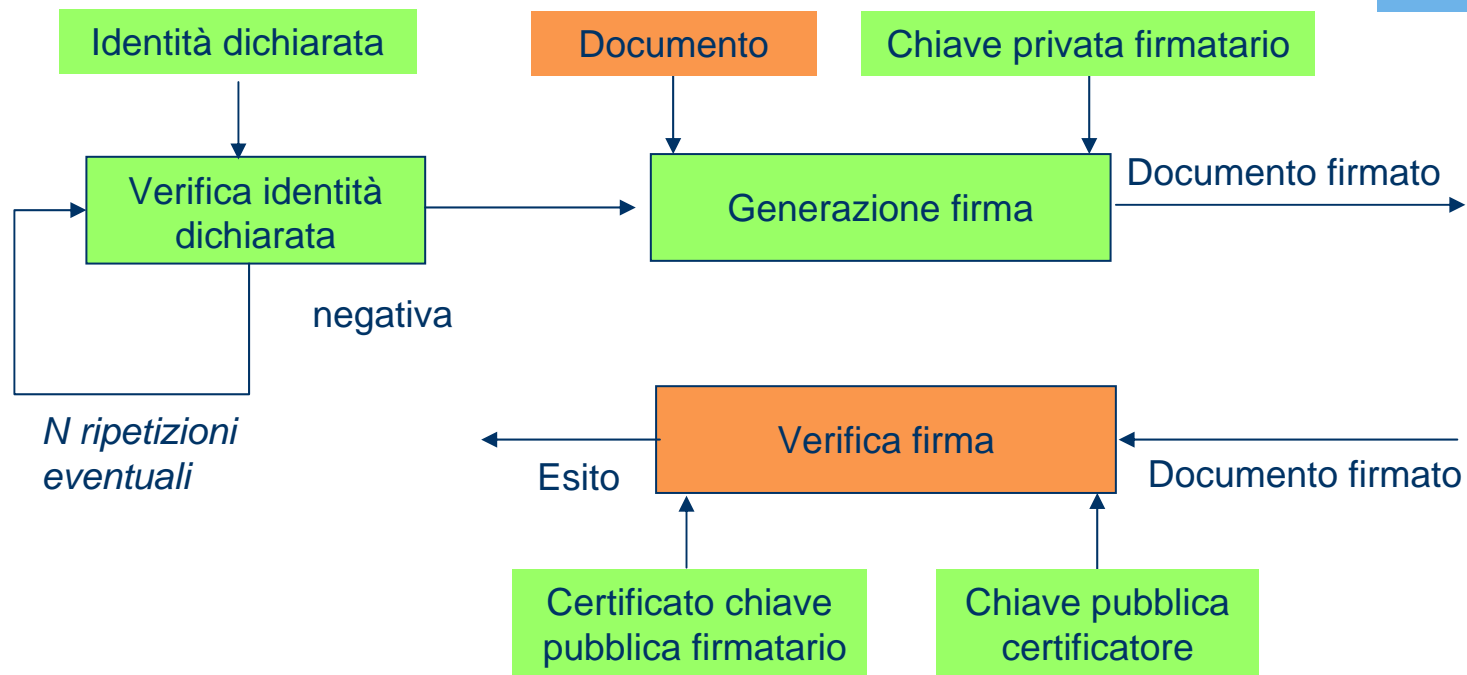 Identità dichiarata
Documento
Chiave privata firmatario
Verifica identità
dichiarata
Generazione firma
Documento firmato
negativa
N ripetizioni
eventuali
Verifica firma
Esito
Documento firmato
Certificato chiave
pubblica firmatario
Chiave pubblica
certificatore